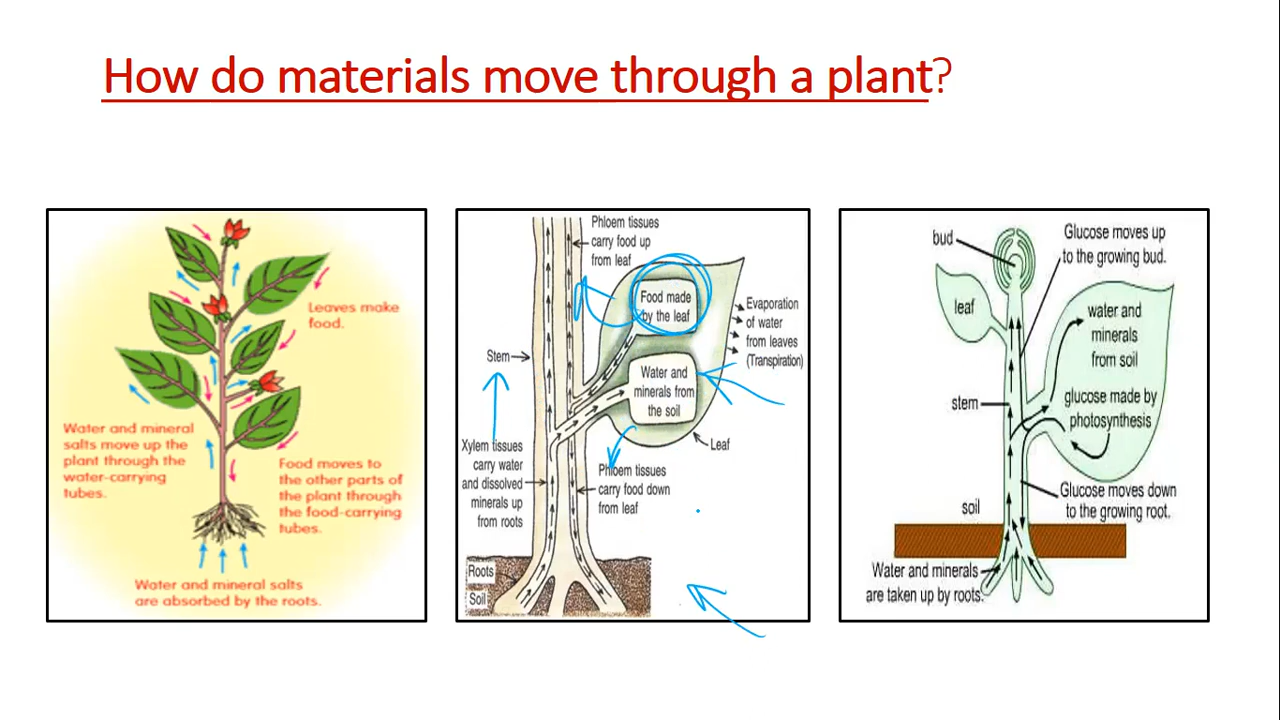 How do materials move through a plant?
Leaves make
food.
Water and mineral
salts move up the
plant through the
water-carrying
tubes.
Food moves to
the other parts of
the plant through
the food-carrying
tubes.
Water and mineral salts
are absorbed by the roots.
Phloem tissues
carry food up
from leaf
Food made
by the leaf
Evaporation
of water
from leaves
(Transpiration)
Stem
Water and
minerals from
the soil
Leaf
Xylem tissues
carry water
and dissolved
minerals up
from roots
Phloem tissues
carry food down
from leaf
Roots
Soil
bud
Glucose moves up
to the growing bud.
leaf
water and
minerals
from soil
stem
glucose made by
photosynthesis
Glucose moves down
to the growing root.
soil
Water and minerals
are taken up by roots.